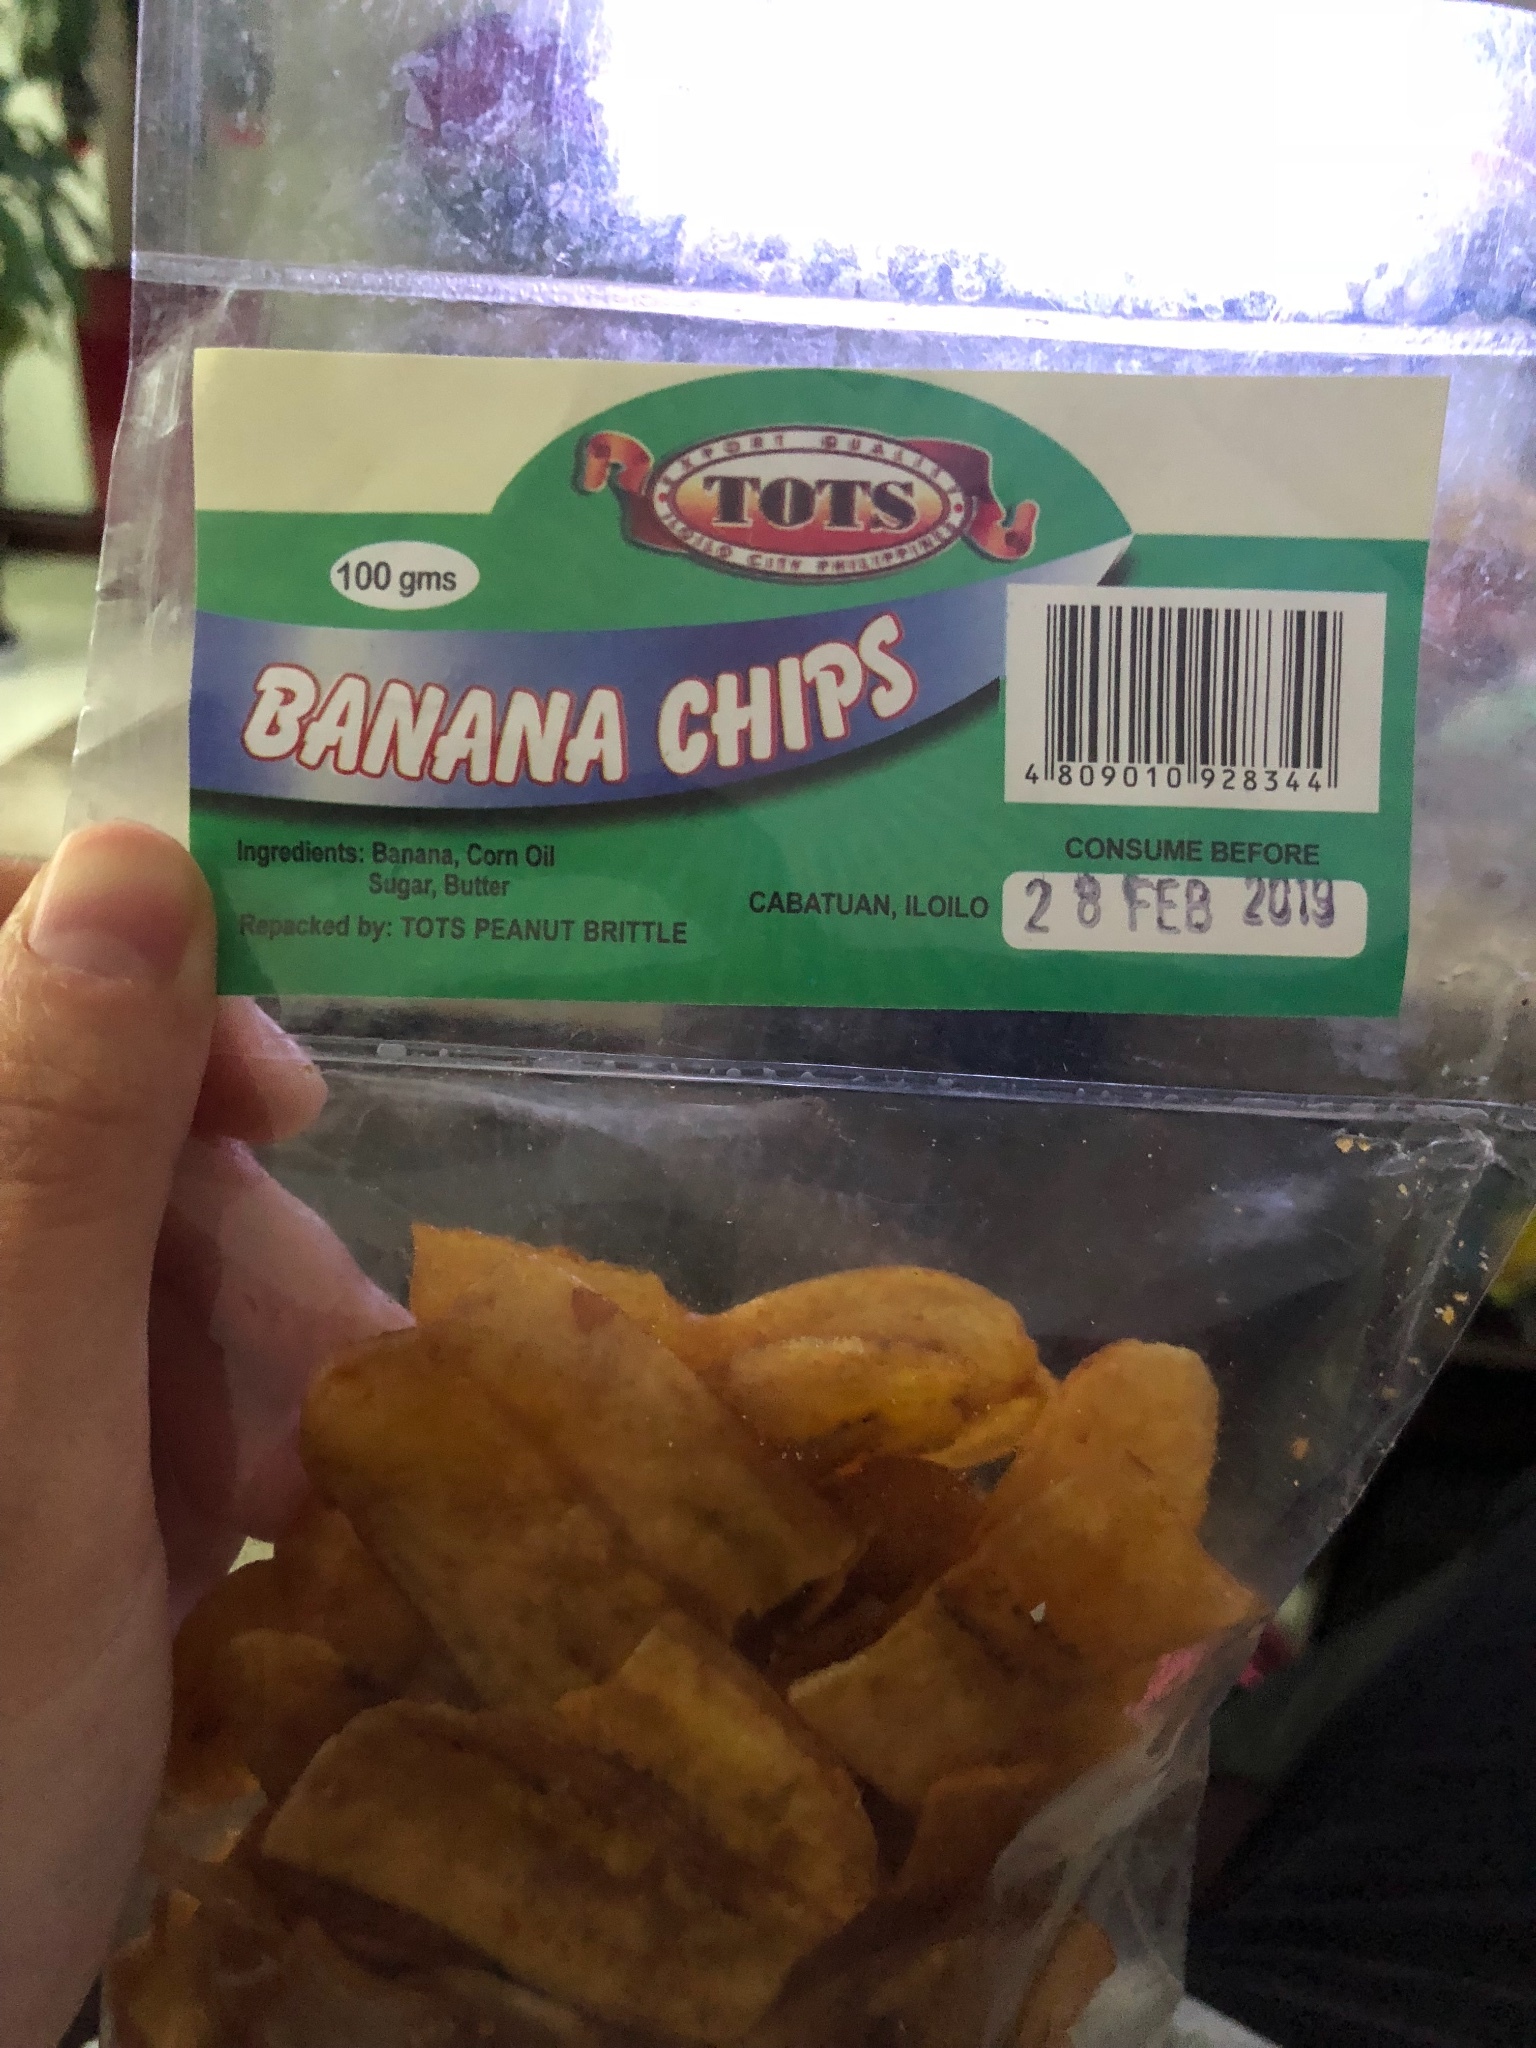 EXPORT QUALITY
TOTS
ILOILO CITY PHILIPPINES
100 gms
BANANA CHIPS
4 809010 928344
Ingredients: Banana, Corn Oil
Sugar, Butter
Repacked by: TOTS PEANUT BRITTLE
CABATUAN, ILOILO
CONSUME BEFORE
28 FEB 2019